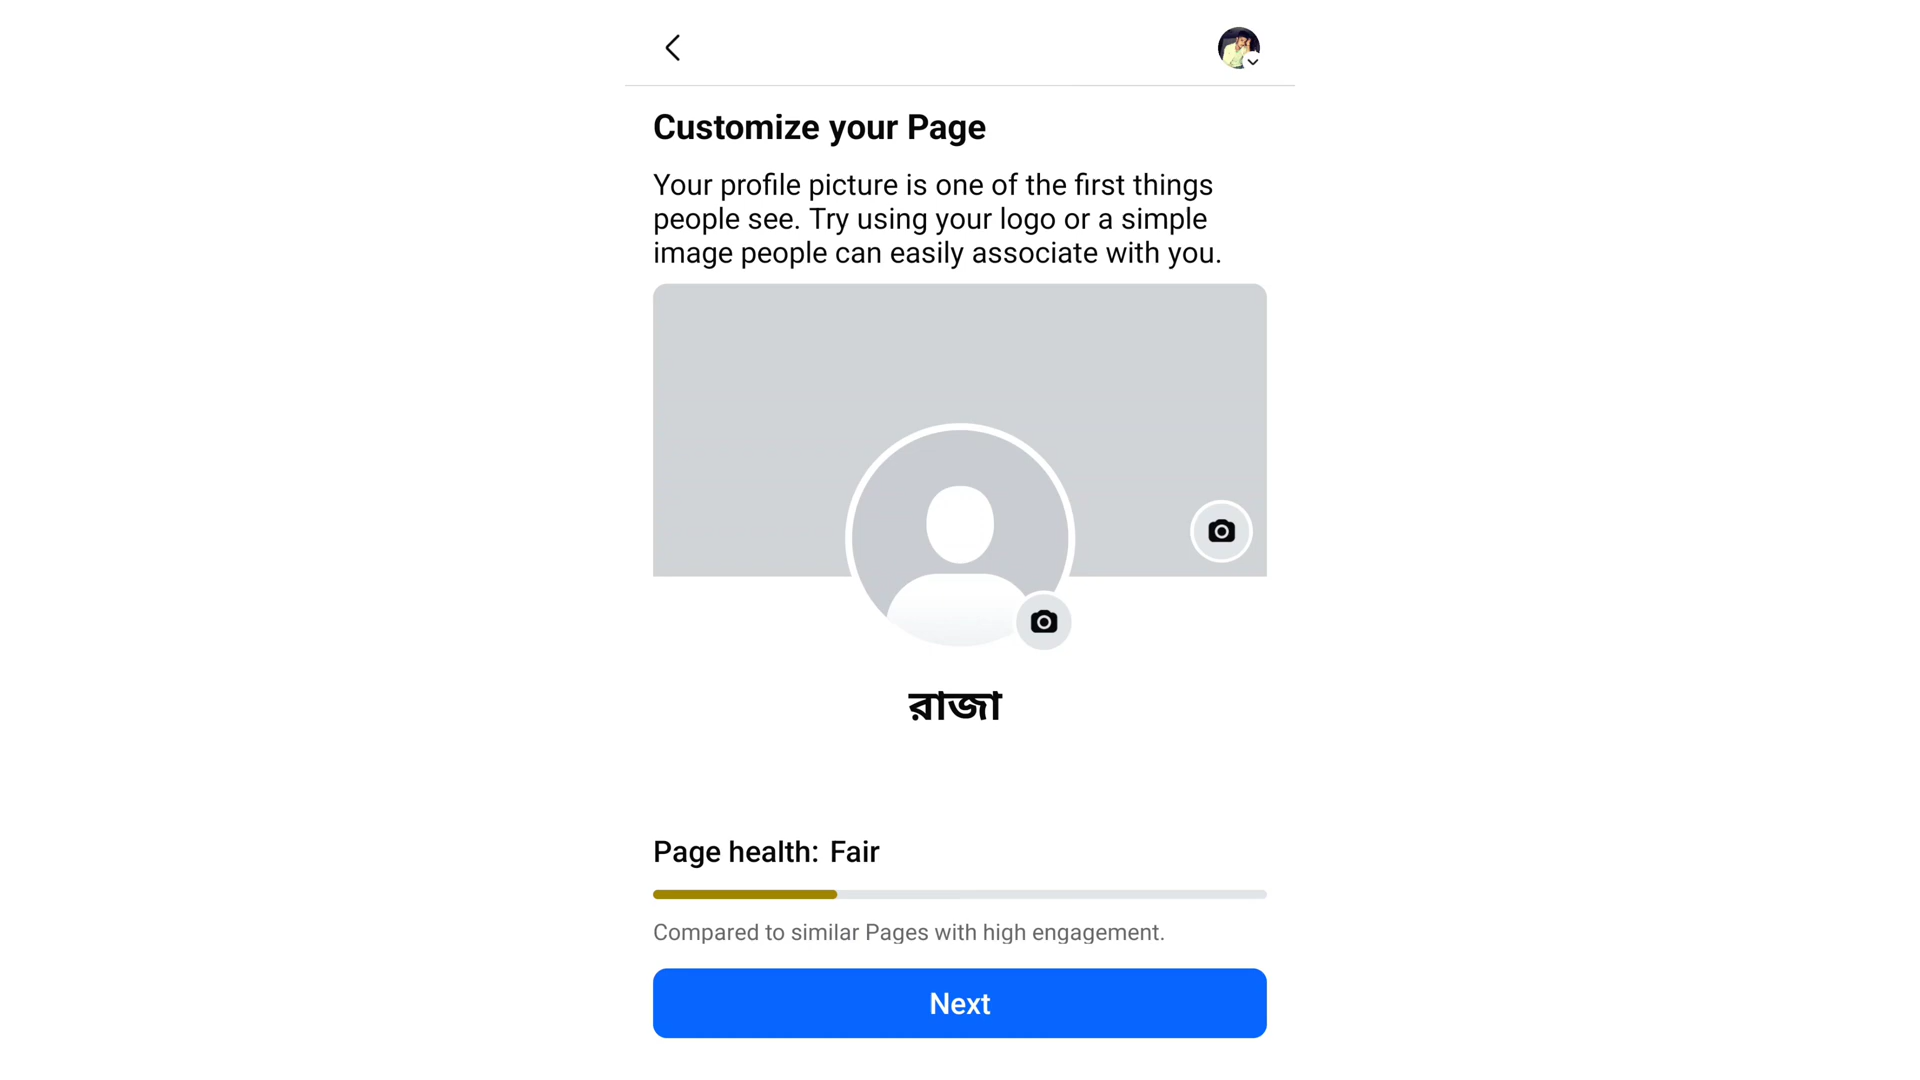 Customize your Page
Your profile picture is one of the first things
people see. Try using your logo or a simple
image people can easily associate with you.
রাজা
Page health: Fair
Compared to similar Pages with high engagement.
Next